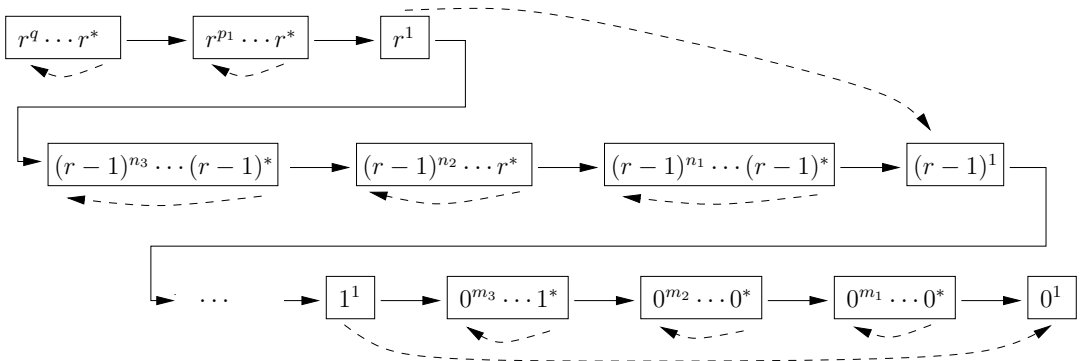 r^q ⋯ r^* r^{p_1} ⋯ r^* r^1
(r − 1)^{n_3} ⋯ (r − 1)^* (r − 1)^{n_2} ⋯ r^* (r − 1)^{n_1} ⋯ (r − 1)^* (r − 1)^1
⋯ 1^1 0^{m_3} ⋯ 1^* 0^{m_2} ⋯ 0^* 0^{m_1} ⋯ 0^* 0^1